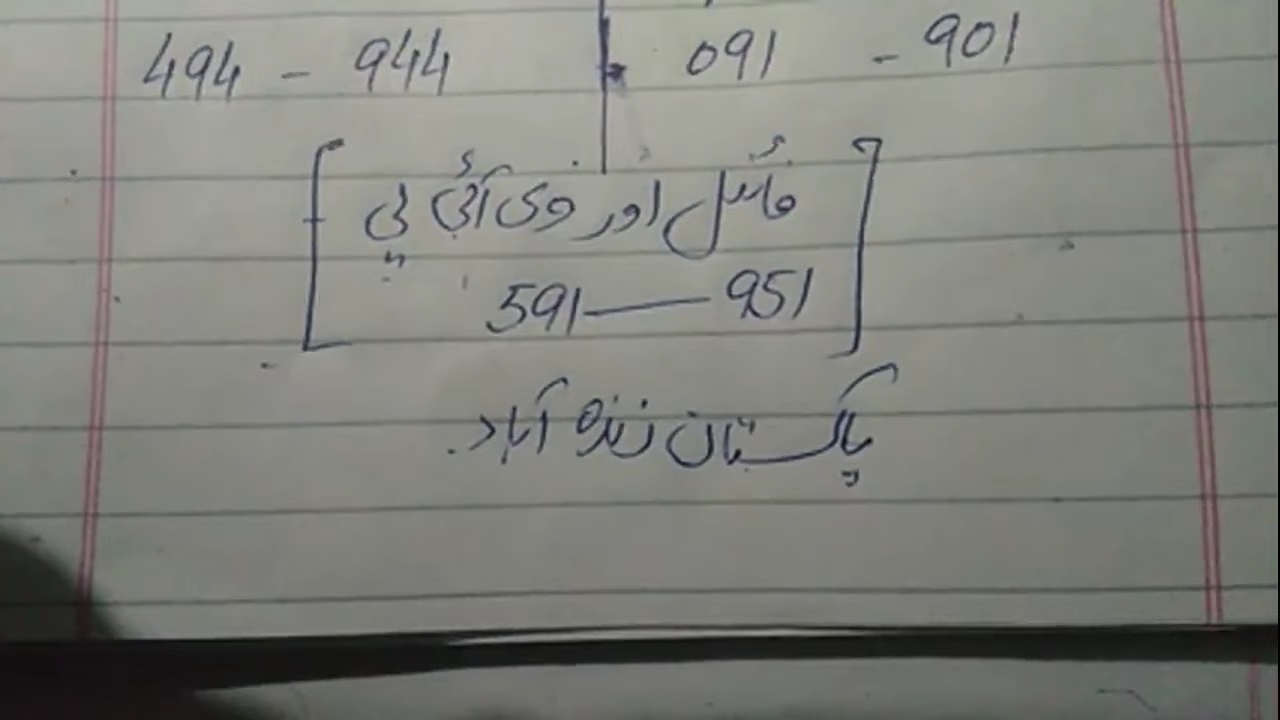 494 - 944 091 - 901
فائنل اور وی آئی پی
591 — 951
پاکستان زندہ آباد.